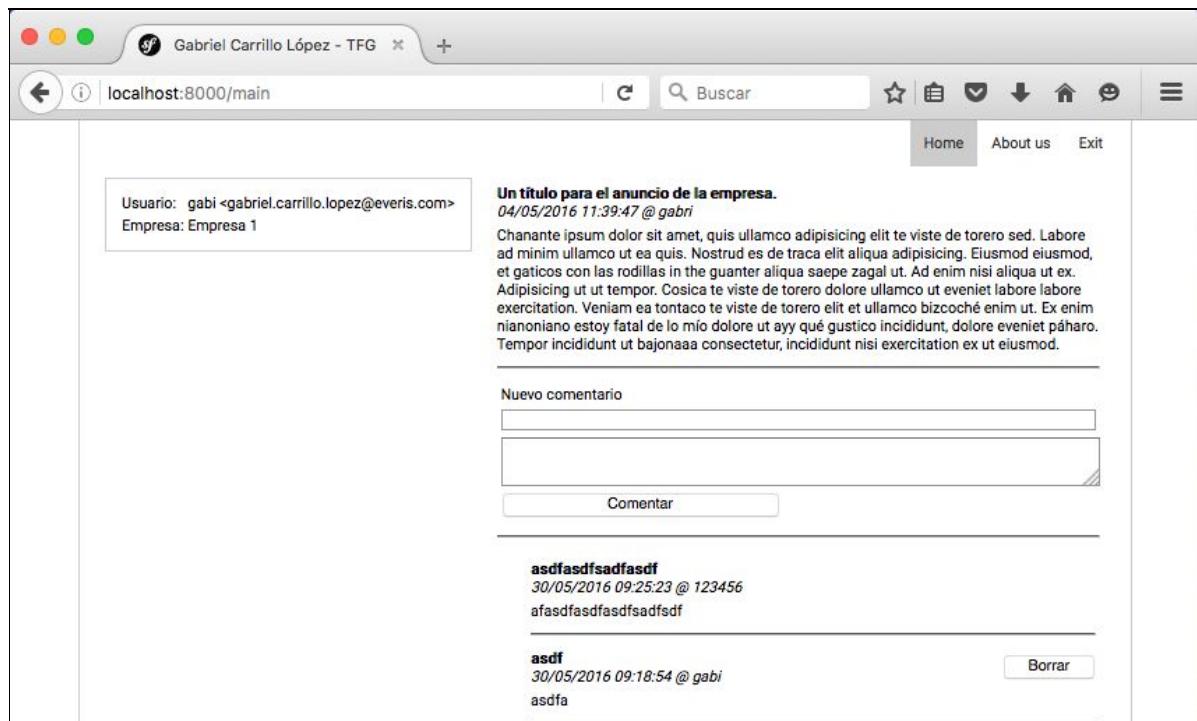 Gabriel Carrillo López - TFG
localhost:8000/main
Buscar
Home About us Exit
Usuario: gabi <gabriel.carrillo.lopez@everis.com>
Empresa: Empresa 1
Un título para el anuncio de la empresa.
04/05/2016 11:39:47 @ gabri
Chanante ipsum dolor sit amet, quis ullamco adipisicing elit te viste de torero sed. Labore
ad minim ullamco ut ea quis. Nostrud es de traca elit aliqua adipisicing. Eiusmod eiusmod,
et gaticos con las rodillas in the guanter aliqua saepe zagal ut. Ad enim nisi aliqua ut ex.
Adipisicing ut ut tempor. Cosica te viste de torero dolore ullamco ut eveniet labore labore
exercitation. Veniam ea tontaco te viste de torero elit et ullamco bizcoché enim ut. Ex enim
nianoniano estoy fatal de lo mío dolore ut ayy qué gustico incididunt, dolore eveniet páharo.
Tempor incididunt ut bajonaaa consectetur, incididunt nisi exercitation ex ut eiusmod.
Nuevo comentario
Comentar
asdfasdfsadfasdf
30/05/2016 09:25:23 @ 123456
afasdfasdfasdfsadfsdf
asdf
30/05/2016 09:18:54 @ gabi
Borrar
asdfa